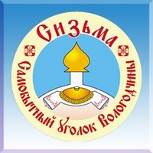 Сизьма
Самобытный уголок Вологодчины